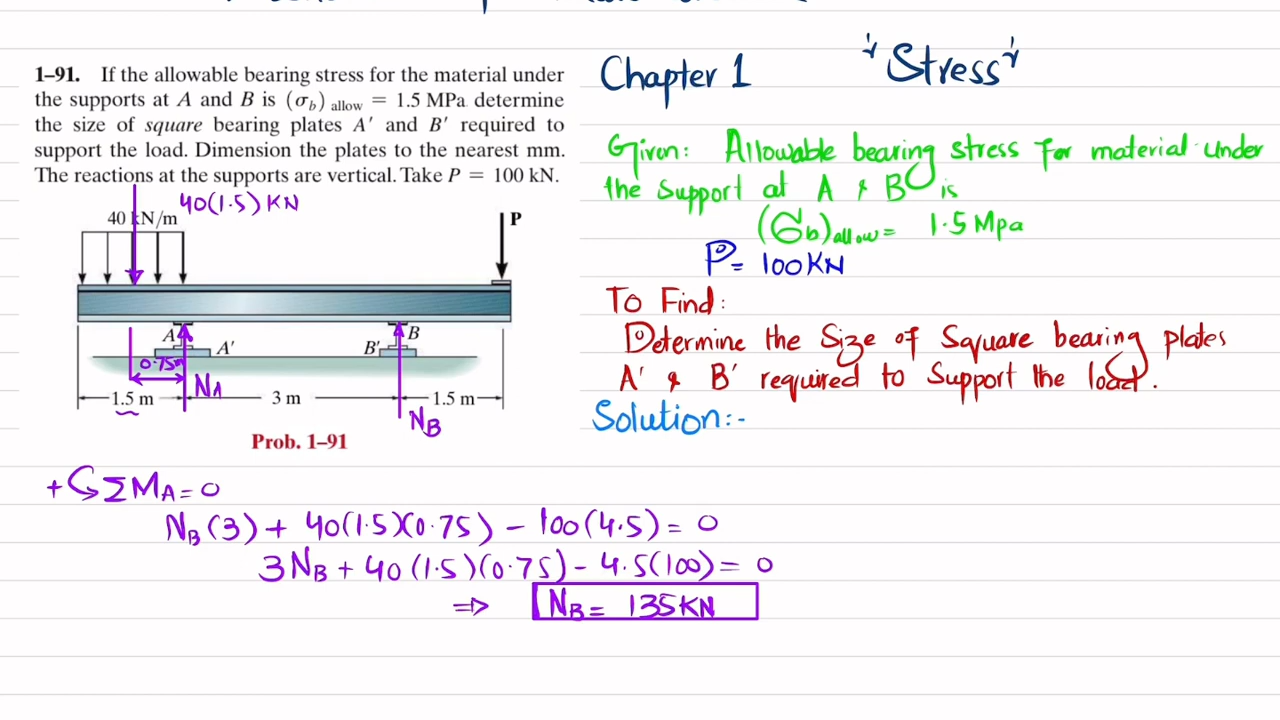 1–91. If the allowable bearing stress for the material under
the supports at A and B is (σb) allow = 1.5 MPa determine
the size of square bearing plates A′ and B′ required to
support the load. Dimension the plates to the nearest mm.
The reactions at the supports are vertical. Take P = 100 kN.
40(1.5) KN
40 kN/m
P
A
A′
B′
B
0.75m
NA
1.5 m
3 m
1.5 m
NB
Prob. 1–91
Chapter 1
"Stress"
Given: Allowable bearing stress for material under
the support at A & B is
(σb)allow = 1.5 Mpa
P = 100KN
To Find:
Determine the Size of Square bearing plates
A′ & B′ required to Support the load.
Solution:-
+↺ΣMA = 0
NB(3) + 40(1.5)(0.75) - 100(4.5) = 0
3NB + 40(1.5)(0.75) - 4.5(100) = 0
⇒ NB = 135KN